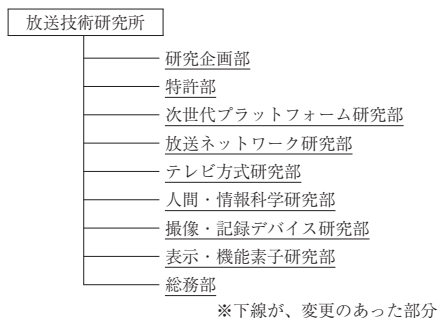 放送技術研究所
研究企画部
特許部
次世代プラットフォーム研究部
放送ネットワーク研究部
テレビ方式研究部
人間・情報科学研究部
撮像・記録デバイス研究部
表示・機能素子研究部
総務部
※下線が、変更のあった部分